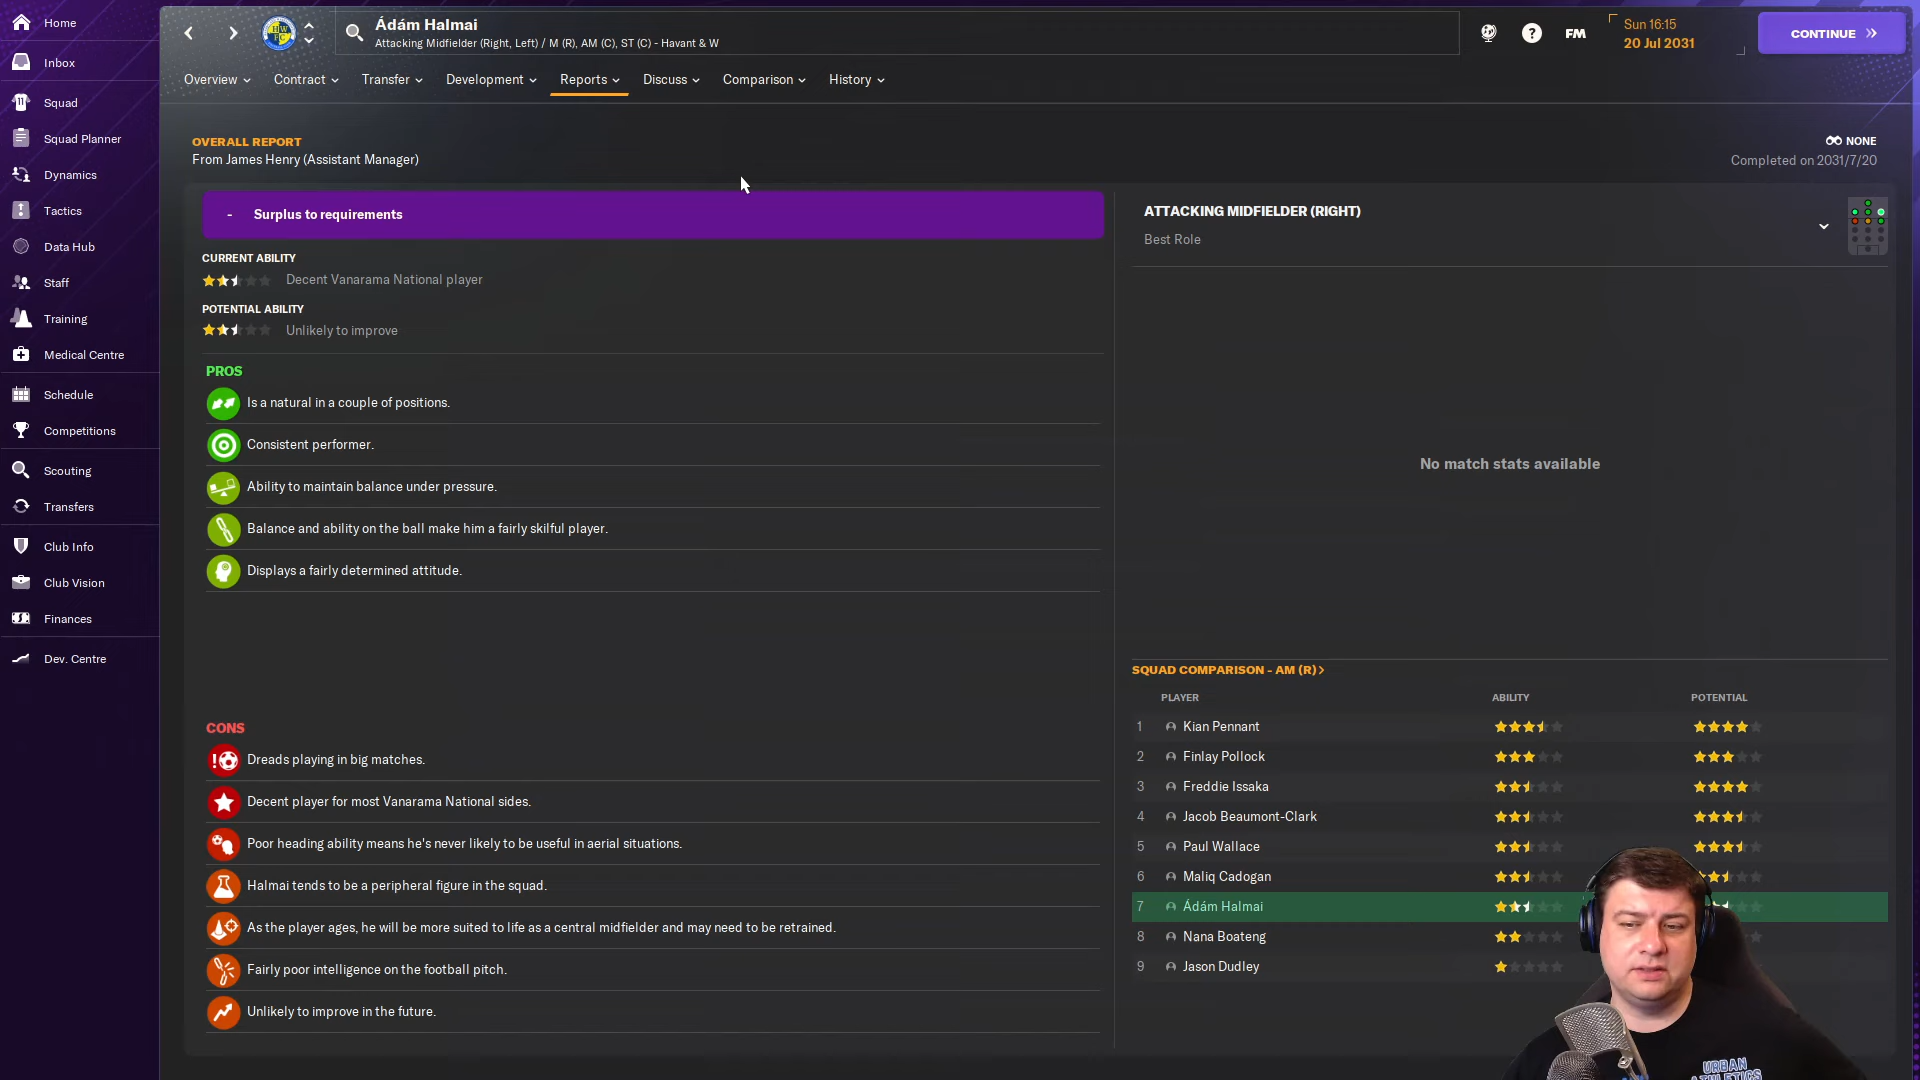 Home
Inbox
Squad
Squad Planner
Dynamics
Tactics
Data Hub
Staff
Training
Medical Centre
Schedule
Competitions
Scouting
Transfers
Club Info
Club Vision
Finances
Dev. Centre
Ádám Halmai
Attacking Midfielder (Right, Left) / M (R), AM (C), ST (C) - Havant & W
FM
Sun 16:15
20 Jul 2031
CONTINUE
Overview Contract Transfer Development Reports Discuss Comparison History
OVERALL REPORT
From James Henry (Assistant Manager)
NONE
Completed on 2031/7/20
- Surplus to requirements
CURRENT ABILITY
Decent Vanarama National player
POTENTIAL ABILITY
Unlikely to improve
PROS
Is a natural in a couple of positions.
Consistent performer.
Ability to maintain balance under pressure.
Balance and ability on the ball make him a fairly skilful player.
Displays a fairly determined attitude.
CONS
Dreads playing in big matches.
Decent player for most Vanarama National sides.
Poor heading ability means he's never likely to be useful in aerial situations.
Halmai tends to be a peripheral figure in the squad.
As the player ages, he will be more suited to life as a central midfielder and may need to be retrained.
Fairly poor intelligence on the football pitch.
Unlikely to improve in the future.
ATTACKING MIDFIELDER (RIGHT)
Best Role
No match stats available
SQUAD COMPARISON - AM (R)
PLAYER ABILITY POTENTIAL
1 Kian Pennant
2 Finlay Pollock
3 Freddie Issaka
4 Jacob Beaumont-Clark
5 Paul Wallace
6 Maliq Cadogan
7 Ádám Halmai
8 Nana Boateng
9 Jason Dudley
URBAN
ATHLETICS